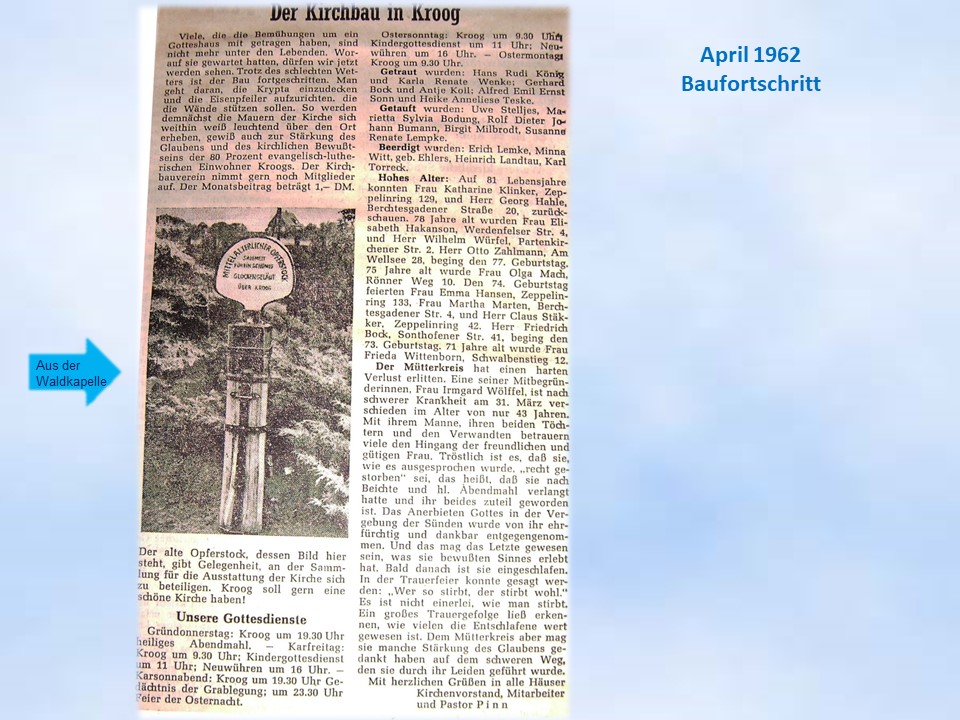 Der Kirchbau in Kroog
Viele, die die Bemühungen um ein
Gotteshaus mit getragen haben, sind
nicht mehr unter den Lebenden. Wor-
auf sie gewartet hatten, dürfen wir jetzt
werden sehen. Trotz des schlechten Wet-
ters ist der Bau fortgeschritten. Man
geht daran, die Krypta einzudecken
und die Eisenpfeiler aufzurichten, die
die Wände stützen sollen. So werden
demnächst die Mauern der Kirche sich
weithin weiß leuchtend über den Ort
erheben, gewiß auch zur Stärkung des
Glaubens und des kirchlichen Bewußt-
seins der 80 Prozent evangelisch-luthe-
rischen Einwohner Kroogs. Der Kirch-
bauverein nimmt gern noch Mitglieder
auf. Der Monatsbeitrag beträgt 1,— DM.
MITTELALTERLICHER OPFERSTOCK
DASPEED
FÜR EIN SCHÖNES
GLOCKENGELÄUT
ÜBER KROOG
Der alte Opferstock, dessen Bild hier
steht, gibt Gelegenheit, an der Samm-
lung für die Ausstattung der Kirche sich
zu beteiligen. Kroog soll gern eine
schöne Kirche haben!
Unsere Gottesdienste
Gründonnerstag: Kroog um 19.30 Uhr
heiliges Abendmahl. — Karfreitag:
Kroog um 9.30 Uhr; Kindergottesdienst
um 11 Uhr; Neuwühren um 16 Uhr. —
Karsonnabend: Kroog um 19.30 Uhr Ge-
dächtnis der Grablegung; um 23.30 Uhr
Feier der Osternacht.
Ostersonntag: Kroog um 9.30 Uhr;
Kindergottesdienst um 11 Uhr; Neu-
wühren um 16 Uhr. — Ostermontag
Kroog um 9.30 Uhr.
Getraut wurden: Hans Rudi König
und Karla Renate Wenke; Gerhard
Bock und Antje Koll; Alfred Emil Ernst
Sonn und Heike Anneliese Teske.
Getauft wurden: Uwe Stelljes, Ma-
rietta Sylvia Bodung, Rolf Dieter Jo-
hann Bumann, Birgit Milbrodt, Susanne
Renate Lempke.
Beerdigt wurden: Erich Lemke, Minna
Witt, geb. Ehlers, Heinrich Landtau, Karl
Torreck.
Hohes Alter: Auf 81 Lebensjahre
konnten Frau Katharine Klinker, Zep-
pelinring 129, und Herr Georg Hahle,
Berchtesgadener Straße 20, zurück-
schauen. 78 Jahre alt wurden Frau Eli-
sabeth Hakanson, Werdenfelser Str. 4,
und Herr Wilhelm Würfel, Partenkir-
chener Str. 2. Herr Otto Zahlmann, Am
Wellsee 28, beging den 77. Geburtstag.
75 Jahre alt wurde Frau Olga Mach,
Rönner Weg 10. Den 74. Geburtstag
feierten Frau Emma Hansen, Zeppelin-
ring 133, Frau Martha Marten, Berch-
tesgadener Str. 4, und Herr Claus Stäk-
ker, Zeppelinring 42. Herr Friedrich
Bock, Sonthofener Str. 41, beging den
73. Geburtstag. 71 Jahre alt wurde Frau
Frieda Wittenborn, Schwalbenstieg 12.
Der Mütterkreis hat einen harten
Verlust erlitten. Eine seiner Mitbegrün-
derinnen, Frau Irmgard Wölffel, ist nach
schwerer Krankheit am 31. März ver-
schieden im Alter von nur 43 Jahren.
Mit ihrem Manne, ihren beiden Töch-
tern und den Verwandten betrauern
viele den Hingang der freundlichen und
gütigen Frau. Tröstlich ist es, daß sie,
wie es ausgesprochen wurde, „recht ge-
storben“ sei, das heißt, daß sie nach
Beichte und hl. Abendmahl verlangt
hatte und ihr beides zuteil geworden
ist. Das Anerbieten Gottes in der Ver-
gebung der Sünden wurde von ihr ehr-
fürchtig und dankbar entgegengenom-
men. Und das mag das Letzte gewesen
sein, was sie bewußten Sinnes erlebt
hat. Bald danach ist sie eingeschlafen.
In der Trauerfeier konnte gesagt wer-
den: „Wer so stirbt, der stirbt wohl.“
Es ist nicht einerlei, wie man stirbt.
Ein großes Trauergefolge ließ erken-
nen, wie vielen die Entschlafene wert
gewesen ist. Dem Mütterkreis aber mag
sie manche Stärkung des Glaubens ge-
dankt haben auf dem schweren Weg,
den sie durch ihr Leiden geführt wurde.
Mit herzlichen Grüßen in alle Häuser
Kirchenvorstand, Mitarbeiter
und Pastor Pinn
April 1962
Baufortschritt
Aus der
Waldkapelle